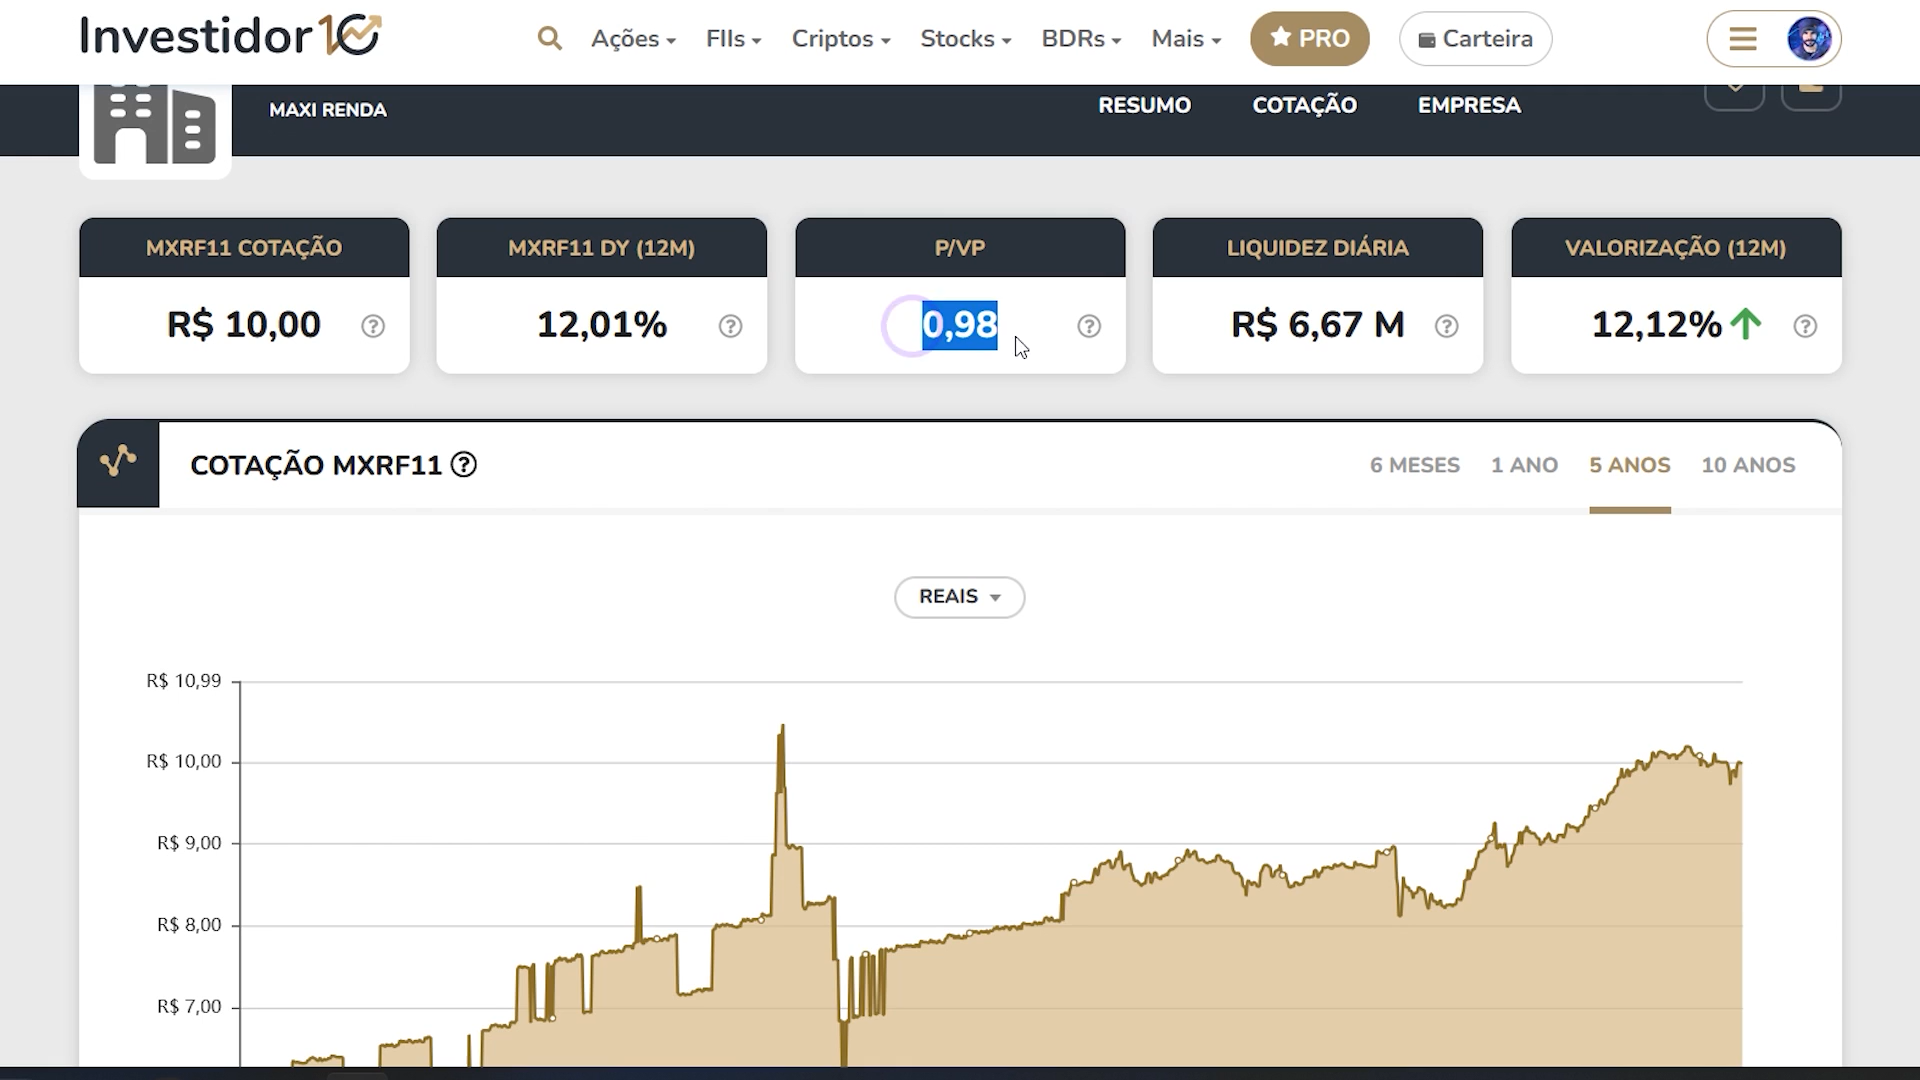 Investidor 10
Ações
FIIs
Criptos
Stocks
BDRs
Mais
PRO
Carteira
MAXI RENDA
RESUMO
COTAÇÃO
EMPRESA
MXRF11 COTAÇÃO
MXRF11 DY (12M)
P/VP
LIQUIDEZ DIÁRIA
VALORIZAÇÃO (12M)
R$ 10,00
12,01%
0,98
R$ 6,67 M
12,12%
COTAÇÃO MXRF11
6 MESES
1 ANO
5 ANOS
10 ANOS
REAIS
R$ 10,99
R$ 10,00
R$ 9,00
R$ 8,00
R$ 7,00